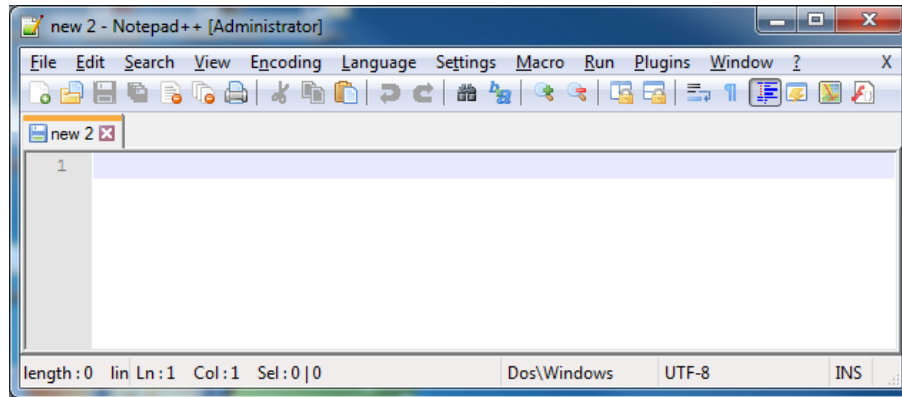 new 2 - Notepad++ [Administrator]
File Edit Search View Encoding Language Settings Macro Run Plugins Window ? X
new 2
1
length : 0 lin Ln : 1 Col : 1 Sel : 0 | 0 Dos\Windows UTF-8 INS